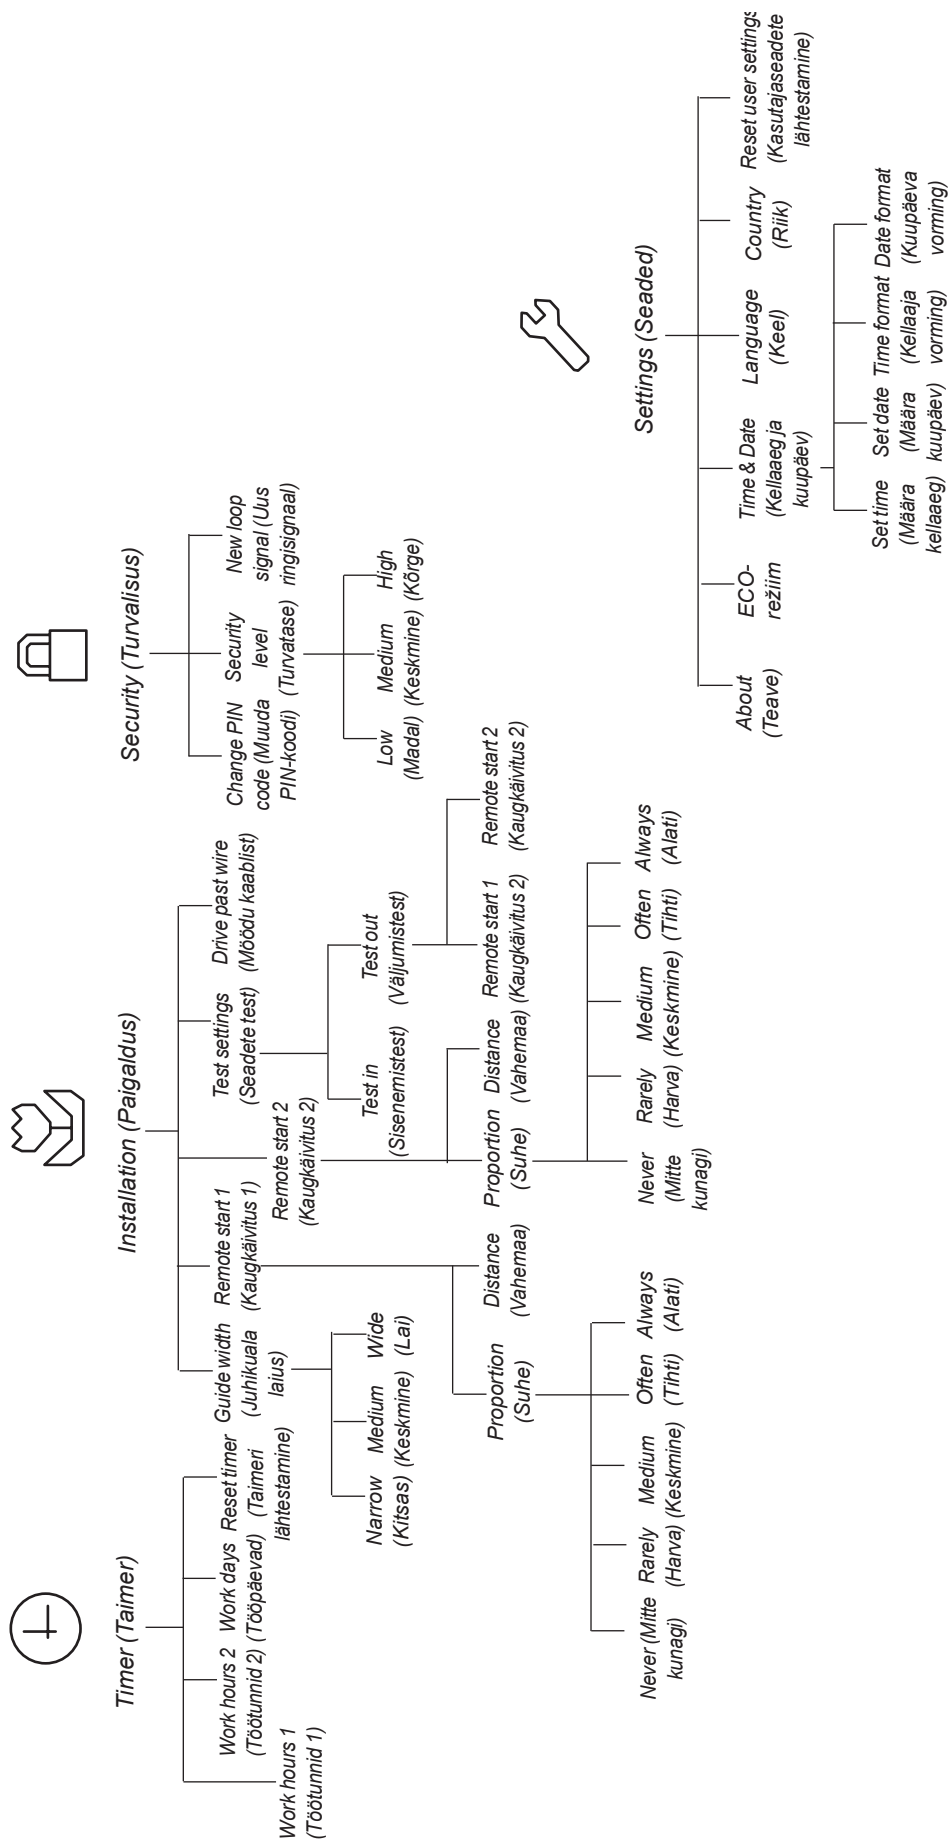 Timer (Taimer)
Work hours 1
(Töötunnid 1)
Work hours 2
(Töötunnid 2)
Work days
(Tööpäevad)
Reset timer
(Taimeri
lähtestamine)
Installation (Paigaldus)
Guide width
(Juhikuala
laius)
Narrow
(Kitsas)
Medium
(Keskmine)
Wide
(Lai)
Remote start 1
(Kaugkäivitus 1)
Proportion
(Suhe)
Never (Mitte
kunagi)
Rarely
(Harva)
Medium
(Keskmine)
Often
(Tihti)
Always
(Alati)
Distance
(Vahemaa)
Remote start 2
(Kaugkäivitus 2)
Proportion
(Suhe)
Never
(Mitte
kunagi)
Rarely
(Harva)
Medium
(Keskmine)
Often
(Tihti)
Always
(Alati)
Distance
(Vahemaa)
Test settings
(Seadete test)
Test in
(Sisenemistest)
Test out
(Väljumistest)
Remote start 1
(Kaugkäivitus 2)
Remote start 2
(Kaugkäivitus 2)
Drive past wire
(Möödu kaablist)
Security (Turvalisus)
Change PIN
code (Muuda
PIN-koodi)
Security
level
(Turvatase)
Low
(Madal)
Medium
(Keskmine)
High
(Kõrge)
New loop
signal (Uus
ringisignaal)
Settings (Seaded)
About
(Teave)
ECO-
režiim
Time & Date
(Kellaaeg ja
kuupäev)
Set time
(Määra
kellaaeg)
Set date
(Määra
kuupäev)
Time format
(Kellaaja
vorming)
Date format
(Kuupäeva
vorming)
Language
(Keel)
Country
(Riik)
Reset user settings
(Kasutajaseadete
lähtestamine)